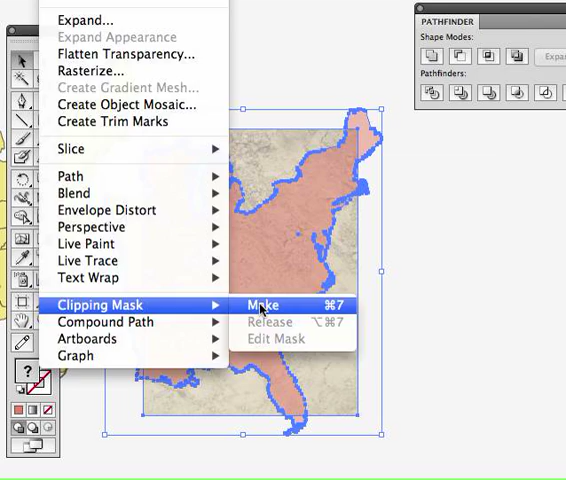 Expand...
Expand Appearance
Flatten Transparency...
Rasterize...
Create Gradient Mesh...
Create Object Mosaic...
Create Trim Marks
Slice
Path
Blend
Envelope Distort
Perspective
Live Paint
Live Trace
Text Wrap
Clipping Mask
Make ⌘7
Compound Path
Release ⌥⌘7
Artboards
Edit Mask
Graph
?
PATHFINDER
Shape Modes:
Expan
Pathfinders: